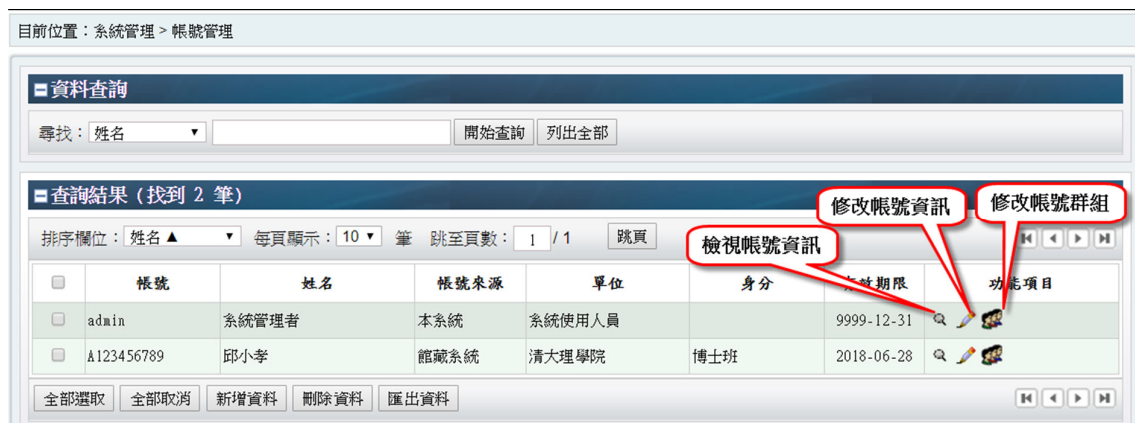 目前位置：系統管理 > 帳號管理
資料查詢
尋找：姓名 開始查詢 列出全部
查詢結果（找到 2 筆）
修改帳號資訊 修改帳號群組
排序欄位：姓名▲ 每頁顯示：10 筆 跳至頁數：1 / 1 跳頁
檢視帳號資訊
帳號 姓名 帳號來源 單位 身分 有效期限 功能項目
admin 系統管理者 本系統 系統使用人員 9999-12-31
A123456789 邱小孝 館藏系統 清大理學院 博士班 2018-06-28
全部選取 全部取消 新增資料 刪除資料 匯出資料